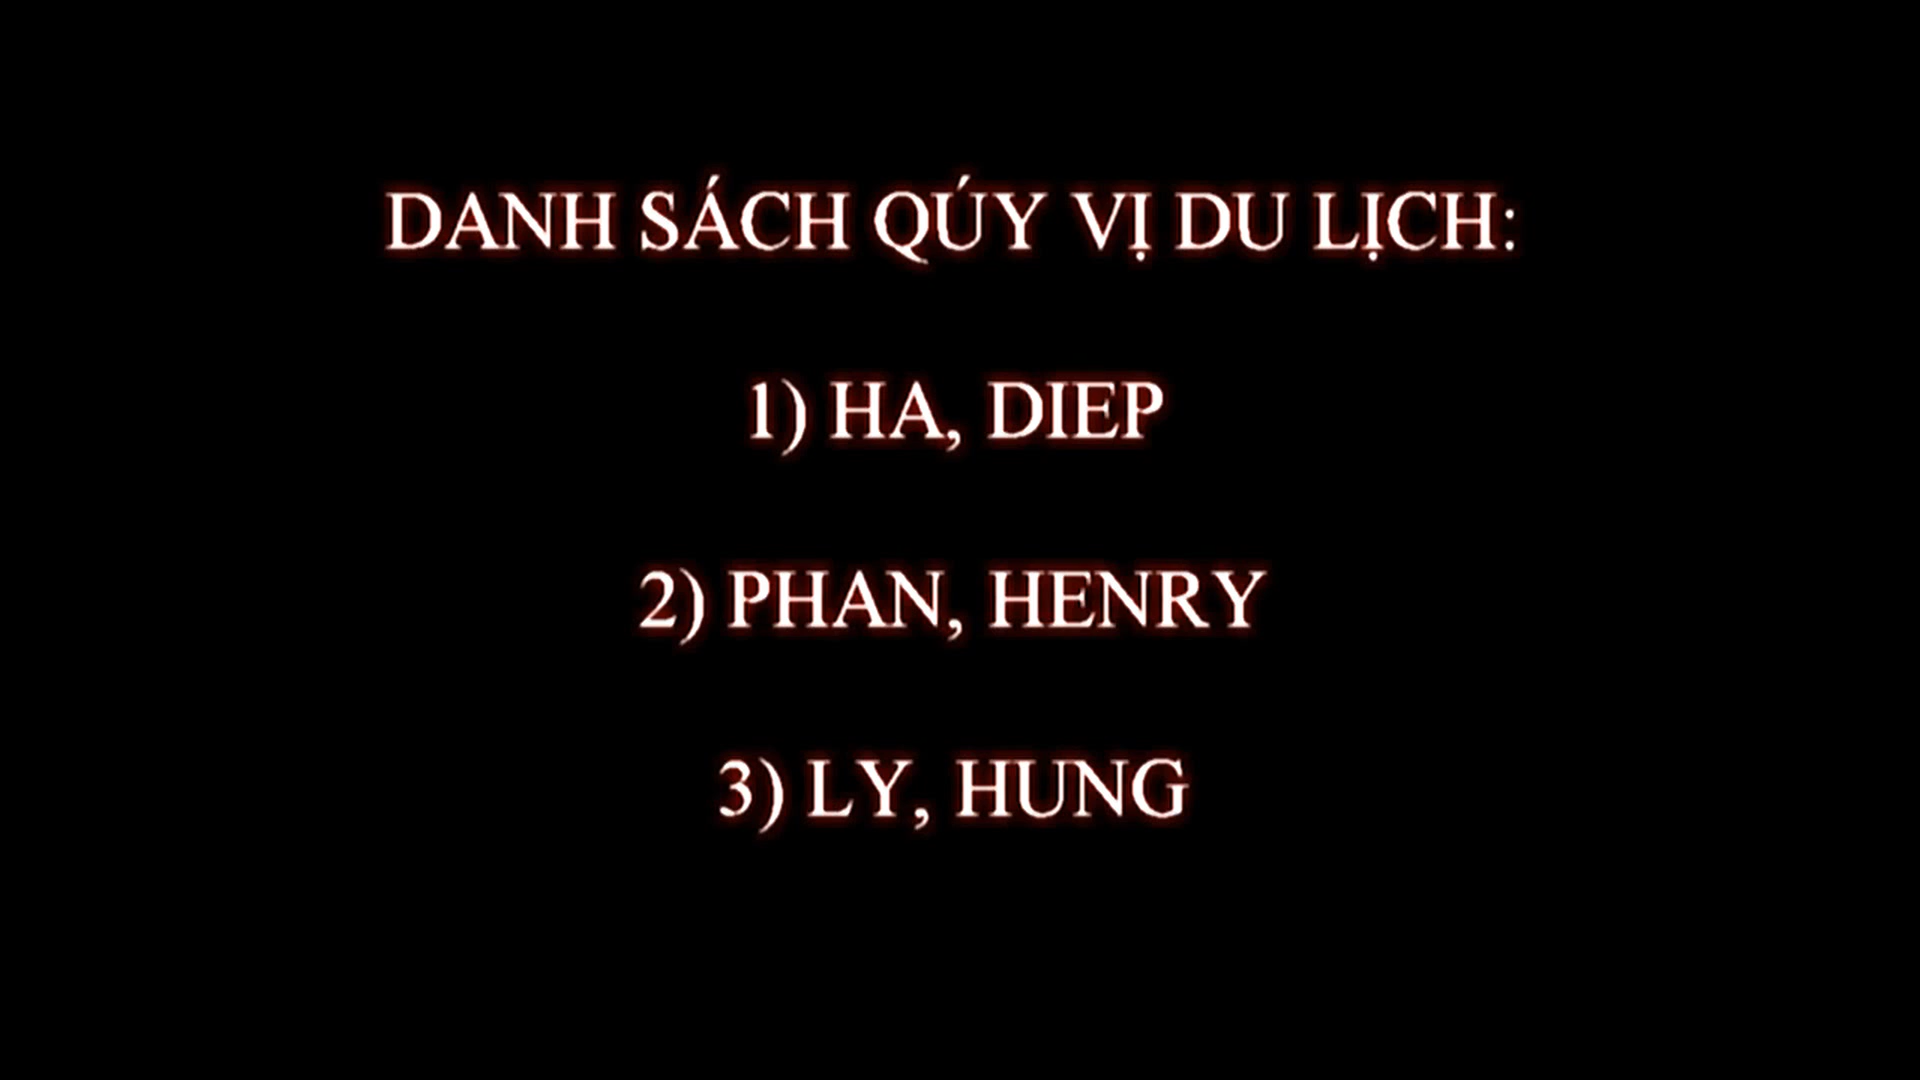 DANH SÁCH QÚY VỊ DU LỊCH:
1) HA, DIEP
2) PHAN, HENRY
3) LY, HUNG